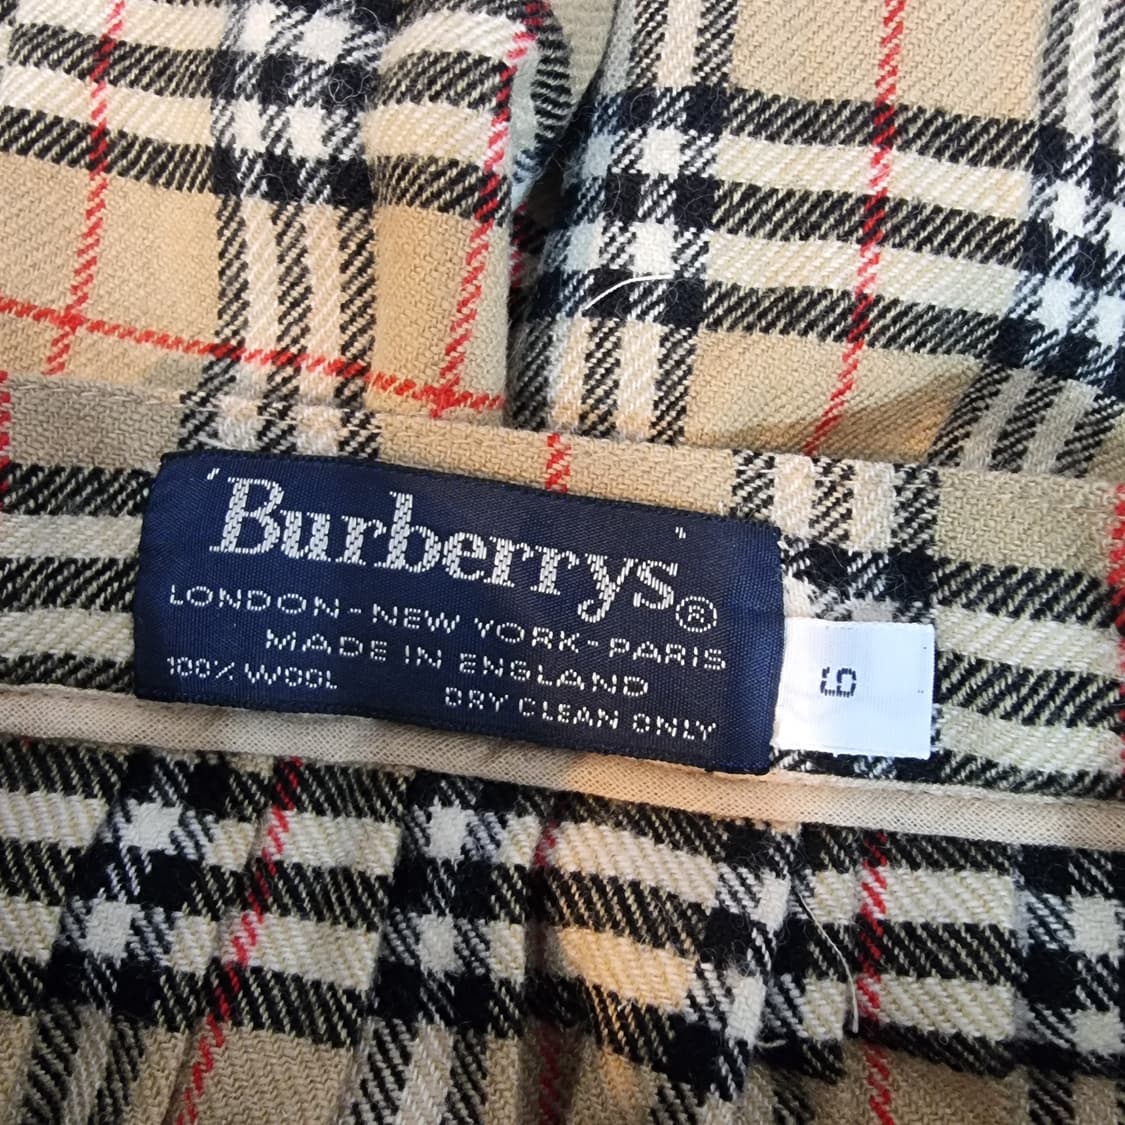 'Burberrys'®
LONDON-NEW YORK-PARIS
MADE IN ENGLAND
100% WOOL
DRY CLEAN ONLY